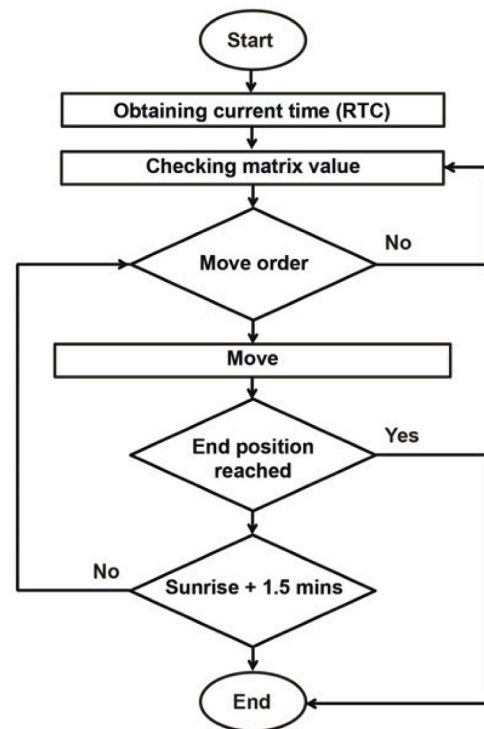 Start
Obtaining current time (RTC)
Checking matrix value
No
Move order
Move
Yes
End position
reached
No
Sunrise + 1.5 mins
End